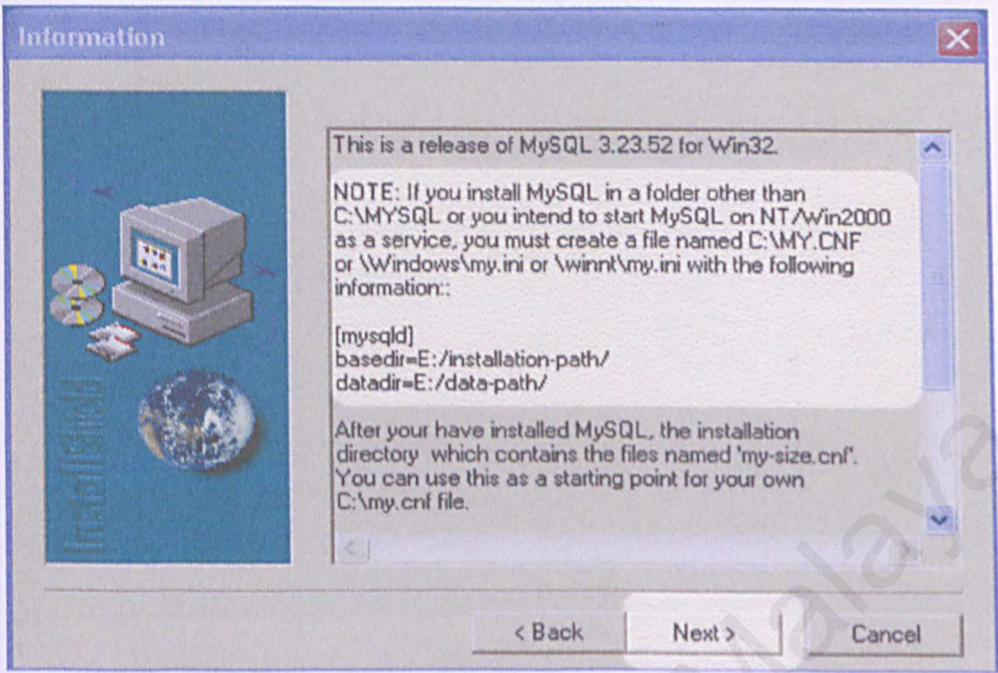 Information
This is a release of MySQL 3.23.52 for Win32.
NOTE: If you install MySQL in a folder other than
C:\MYSQL or you intend to start MySQL on NT/Win2000
as a service, you must create a file named C:\MY.CNF
or \Windows\my.ini or \winnt\my.ini with the following
information::
[mysqld]
basedir=E:/installation-path/
datadir=E:/data-path/
After your have installed MySQL, the installation
directory which contains the files named 'my-size.cnf'.
You can use this as a starting point for your own
C:\my.cnf file.
InstallShield
< Back
Next >
Cancel
Malaya